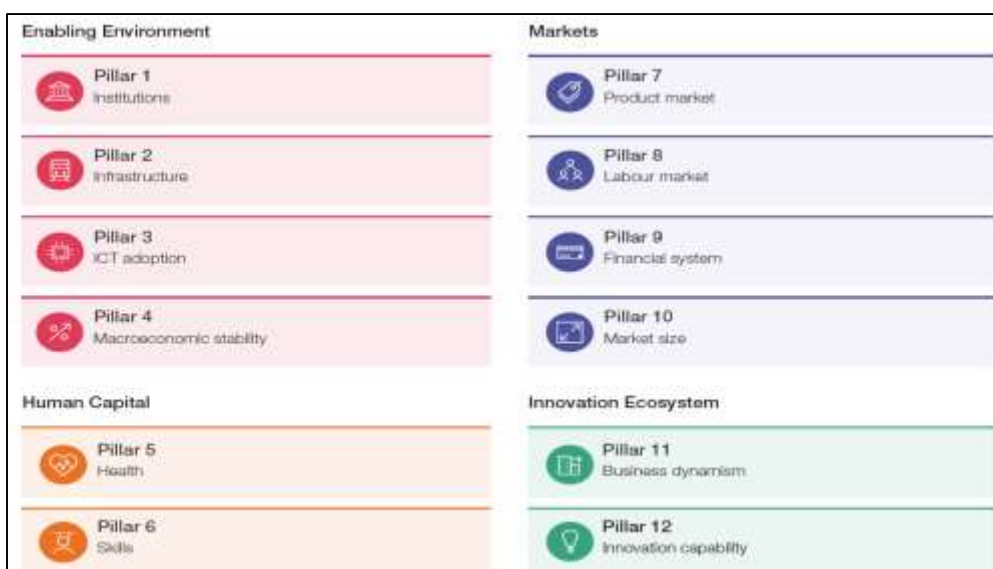 Enabling Environment
Pillar 1
Institutions
Pillar 2
Infrastructure
Pillar 3
ICT adoption
Pillar 4
Macroeconomic stability
Human Capital
Pillar 5
Health
Pillar 6
Skills
Markets
Pillar 7
Product market
Pillar 8
Labour market
Pillar 9
Financial system
Pillar 10
Market size
Innovation Ecosystem
Pillar 11
Business dynamism
Pillar 12
Innovation capability